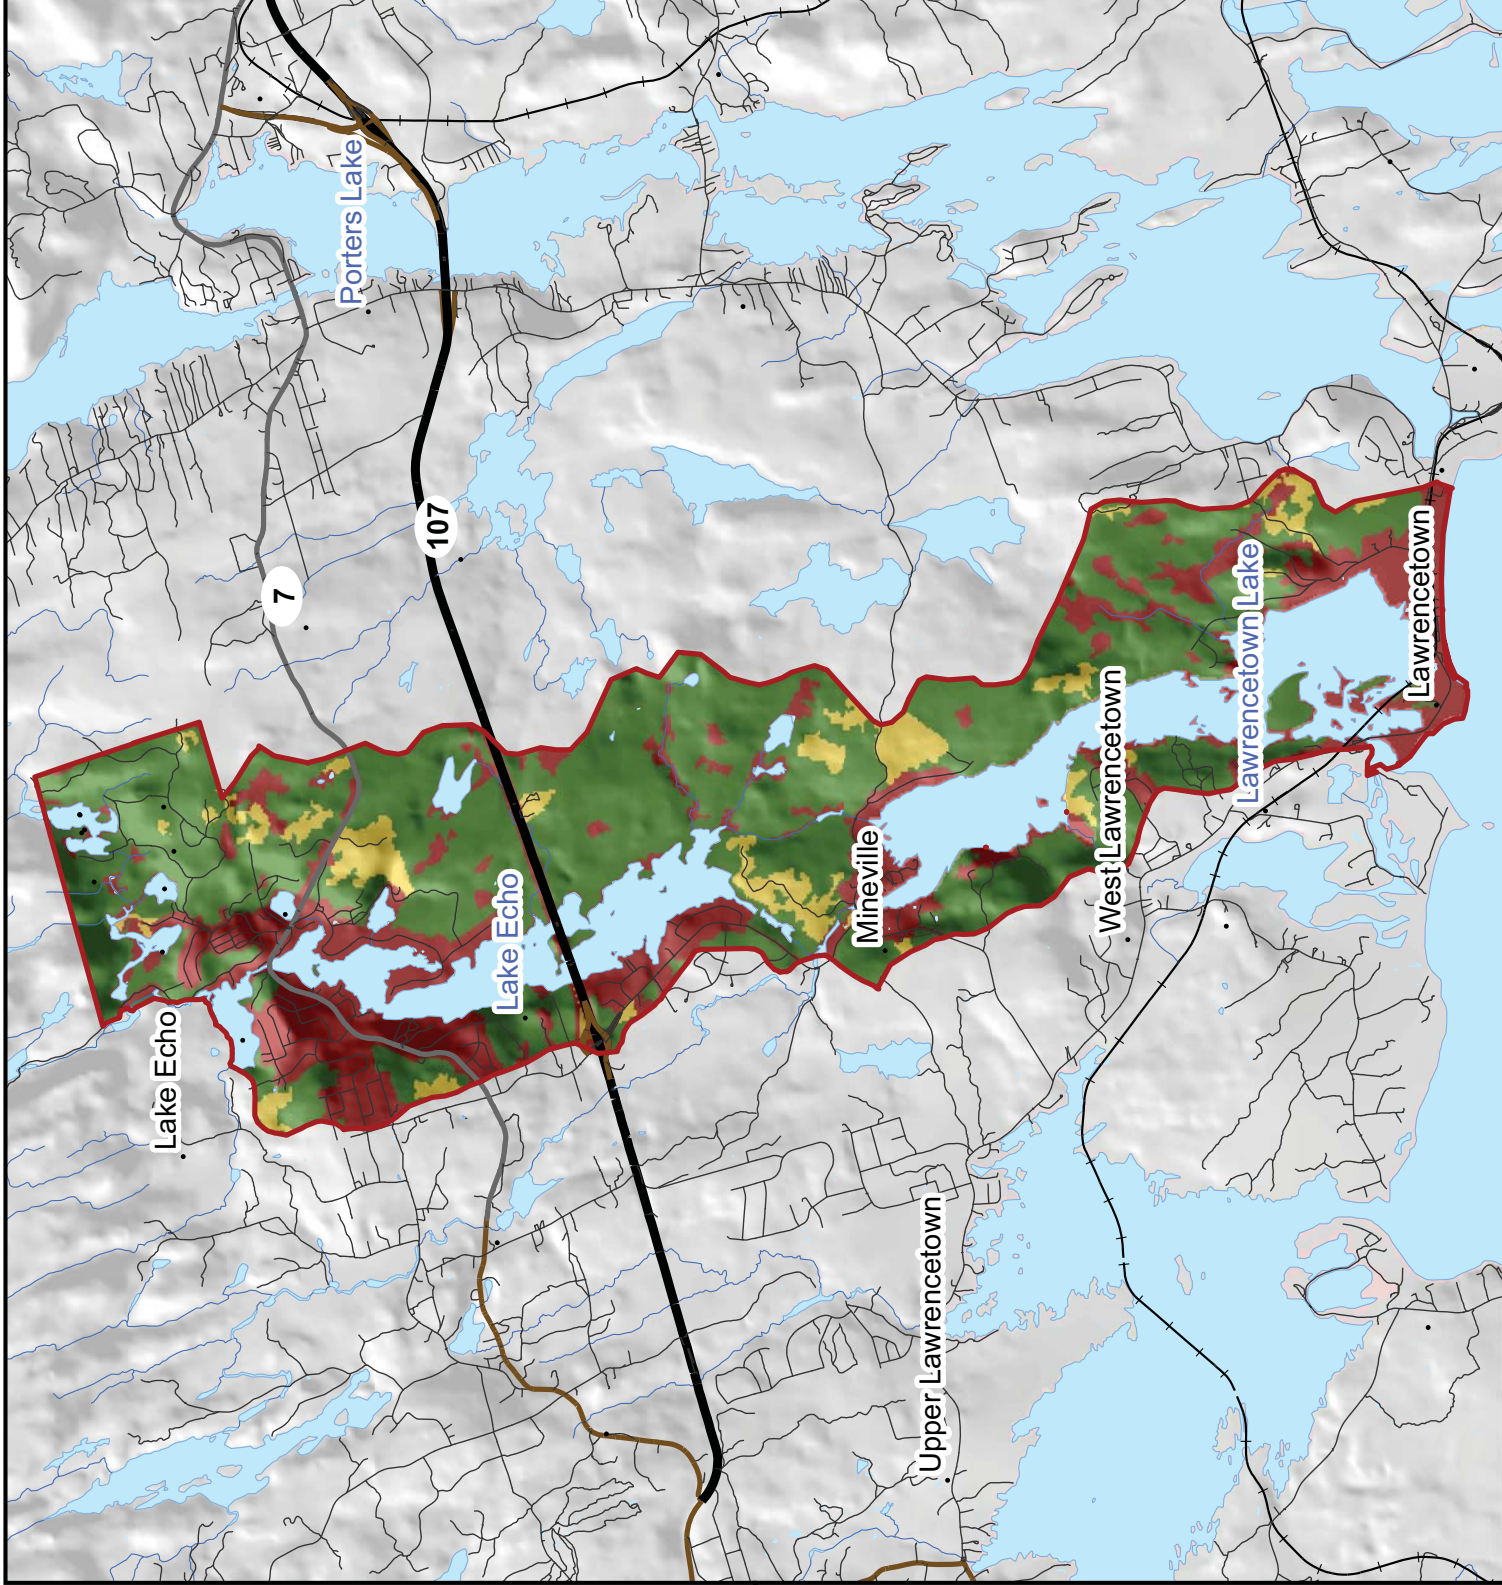 Porters Lake
107
7
Lake Echo
Lake Echo
Mineville
West Lawrencetown
Lawrencetown Lake
Lawrencetown
Upper Lawrencetown